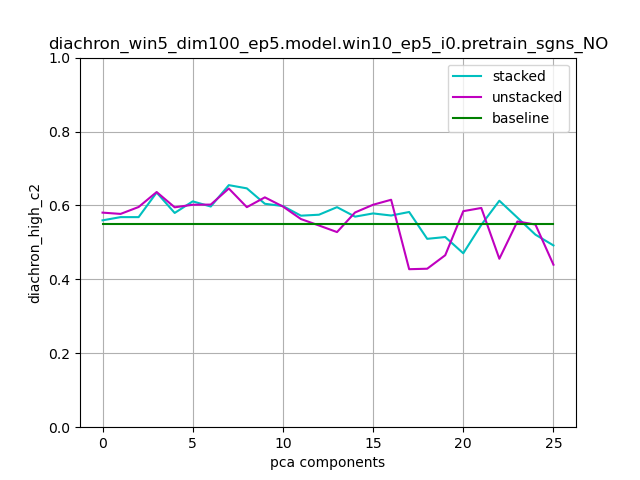 diachron_win5_dim100_ep5.model.win10_ep5_i0.pretrain_sgns_NO
stacked
unstacked
baseline
1.0
0.8
0.6
0.4
0.2
0.0
diachron_high_c2
0 5 10 15 20 25
pca components